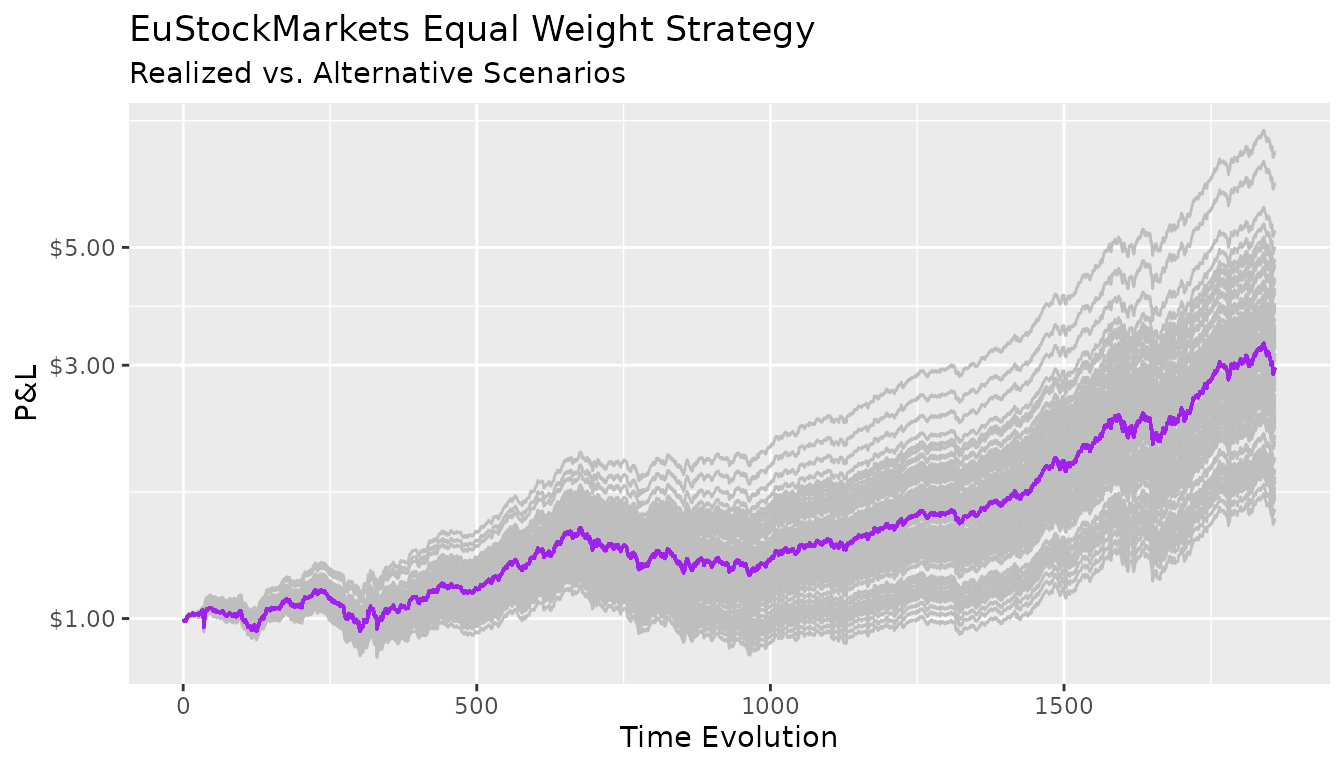 EuStockMarkets Equal Weight Strategy
Realized vs. Alternative Scenarios
P&L
$5.00
$3.00
$1.00
0
500
1000
1500
Time Evolution